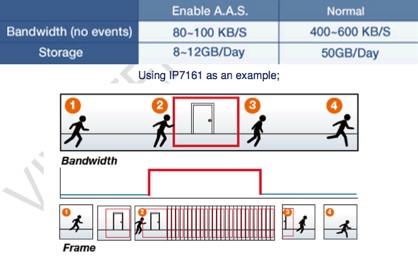 Enable A.A.S. Normal
Bandwidth (no events) 80~100 KB/S 400~600 KB/S
Storage 8~12GB/Day 50GB/Day
Using IP7161 as an example;
1 2 3 4
Bandwidth
1 2 3 4
Frame